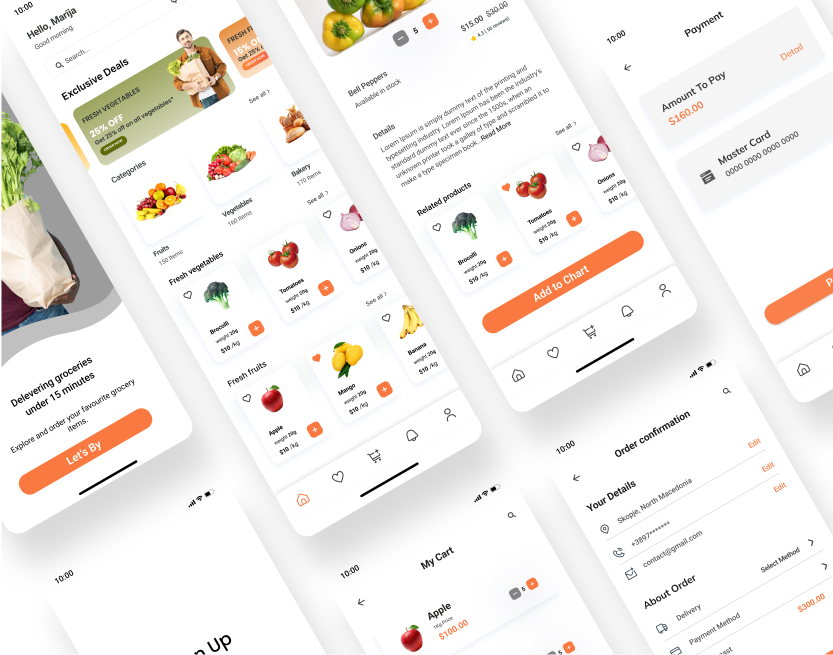 Delevering groceries
under 15 minutes
Explore and order your favourite grocery
items.
Let's By
10:00
Hello, Marija
Good morning.
Search...
Exclusive Deals
FRESH VEGETABLES
25% OFF
Get 25% off on all vegetables*
ORDER NOW
FRESH
15%
Get 25%
See all >
Categories
Fruits
150 Items
Vegetables
160 Items
Bakery
170 Items
Fresh vegetables
See all >
Brocolli
weight 20g
$10 /kg
Tomatoes
weight 20g
$10 /kg
Onions
weight 20g
$10 /kg
Fresh fruits
See all >
Apple
weight 20g
$10 /kg
Mango
weight 20g
$10 /kg
Banana
weight 20g
$10 /kg
5
$15.00 $30.00
4.3 ( 50 reviews)
Bell Peppers
Available in stock
Details
Lorem Ipsum is simply dummy text of the printing and
typesetting industry. Lorem Ipsum has been the industry's
standard dummy text ever since the 1500s, when an
unknown printer took a galley of type and scrambled it to
make a type specimen book... Read More
Related products
See all >
Brocolli
weight 20g
$10 /kg
Tomatoes
weight 20g
$10 /kg
Onions
weight 20g
$10 /kg
Add to Chart
10:00
Payment
Amount To Pay
Detail
$160.00
Master Card
0000 0000 0000 0000
10:00
n Up
10:00
My Cart
Apple
1Kg Price
$100.00
5
5
10:00
Order confirmation
Your Details
Skopje, North Macedonia
Edit
+3897*******
Edit
contact@gmail.com
Edit
About Order
Delivery
Select Method
Payment Method
$300.00